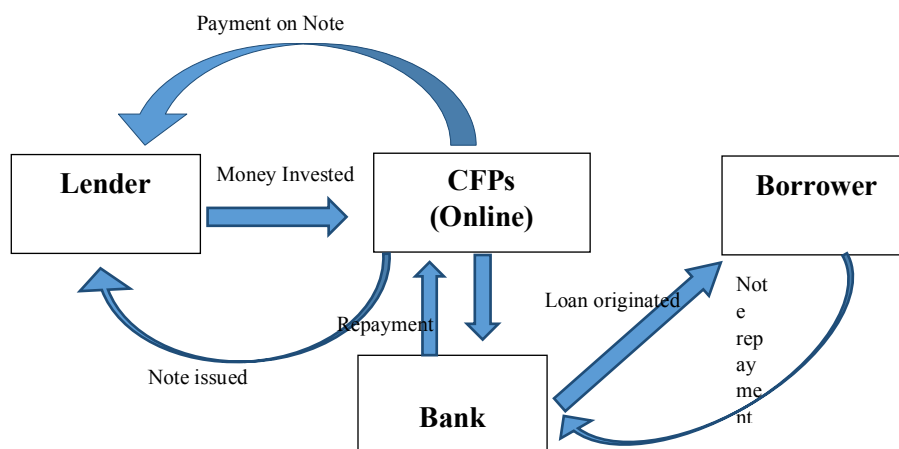 Payment on Note
Lender
Money Invested
CFPs
(Online)
Borrower
Loan originated
Not
e
rep
ay
me
nt
Repayment
Note issued
Bank